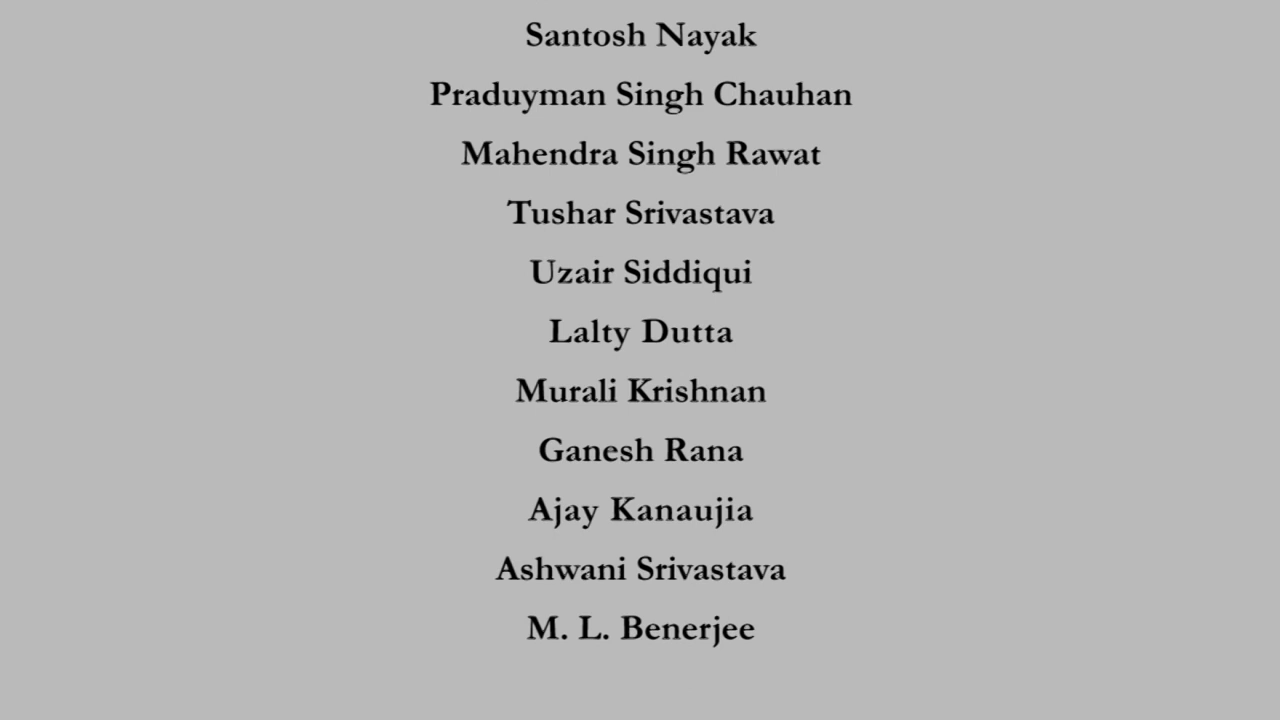 Santosh Nayak
Praduyman Singh Chauhan
Mahendra Singh Rawat
Tushar Srivastava
Uzair Siddiqui
Lalty Dutta
Murali Krishnan
Ganesh Rana
Ajay Kanaujia
Ashwani Srivastava
M. L. Benerjee